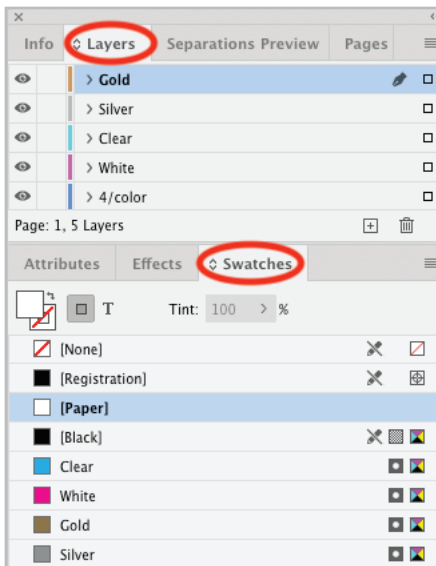 Info Layers Separations Preview Pages
Gold
Silver
Clear
White
4/color
Page: 1, 5 Layers
Attributes Effects Swatches
T Tint: 100 > %
[None]
[Registration]
[Paper]
[Black]
Clear
White
Gold
Silver